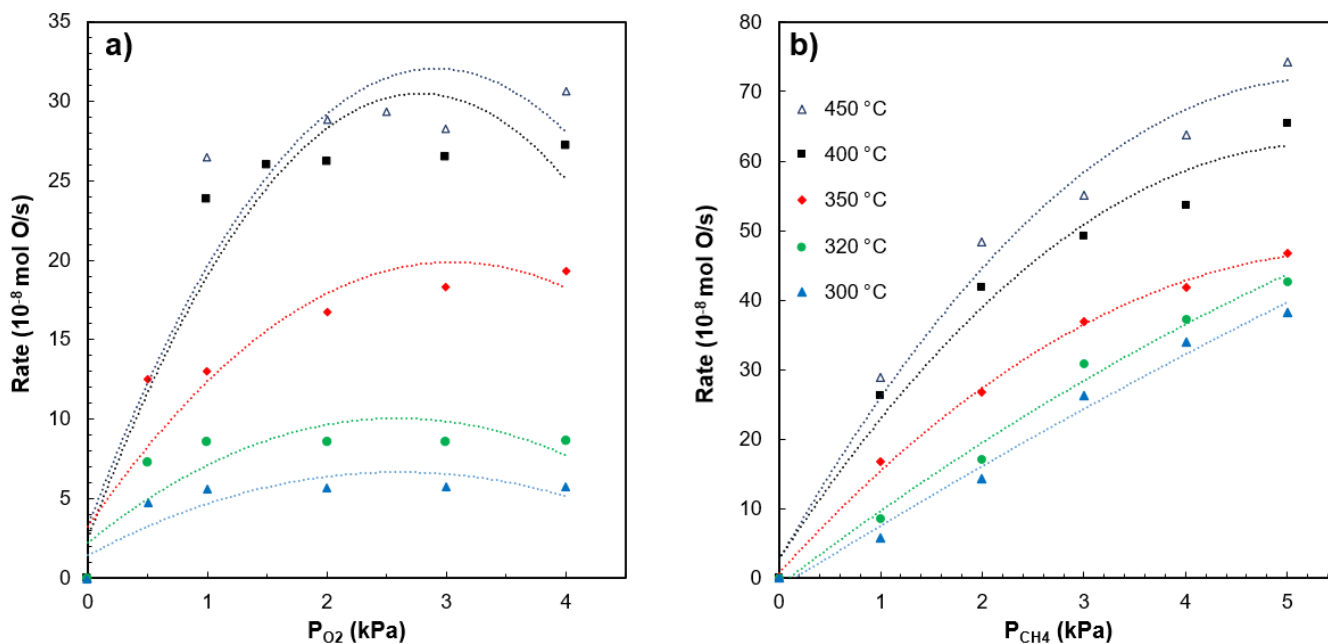 a)
35
30
25
20
15
10
5
0
0 1 2 3 4
P_O2 (kPa)
Rate (10⁻⁸ mol O/s)
b)
80
70
60
50
40
30
20
10
0
0 1 2 3 4 5
P_CH4 (kPa)
Rate (10⁻⁸ mol O/s)
450 °C
400 °C
350 °C
320 °C
300 °C